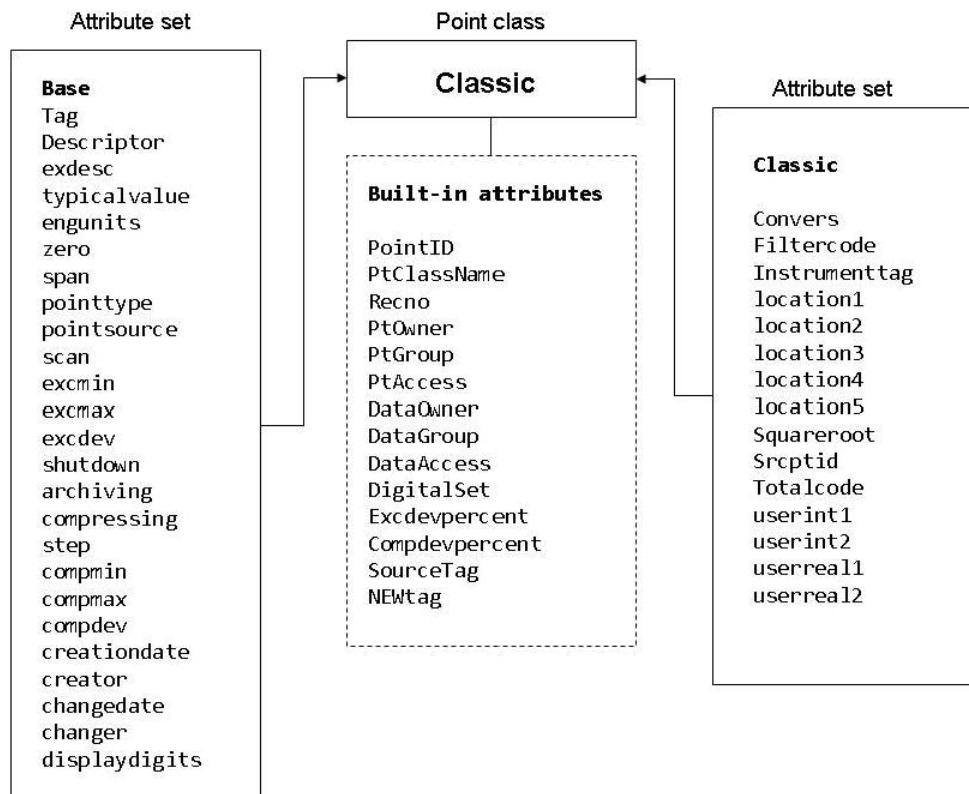 Attribute set
Base
Tag
Descriptor
exdesc
typicalvalue
engunits
zero
span
pointtype
pointsource
scan
excmin
excmax
excdev
shutdown
archiving
compressing
step
compmin
compmax
compdev
creationdate
creator
changedate
changer
displaydigits
Point class
Classic
Built-in attributes
PointID
PtClassName
Recno
PtOwner
PtGroup
PtAccess
DataOwner
DataGroup
DataAccess
DigitalSet
Excdevpercent
Compdevpercent
SourceTag
NEWtag
Attribute set
Classic
Convers
Filtercode
Instrumenttag
location1
location2
location3
location4
location5
Squareroot
Srcptid
Totalcode
userint1
userint2
userreal1
userreal2